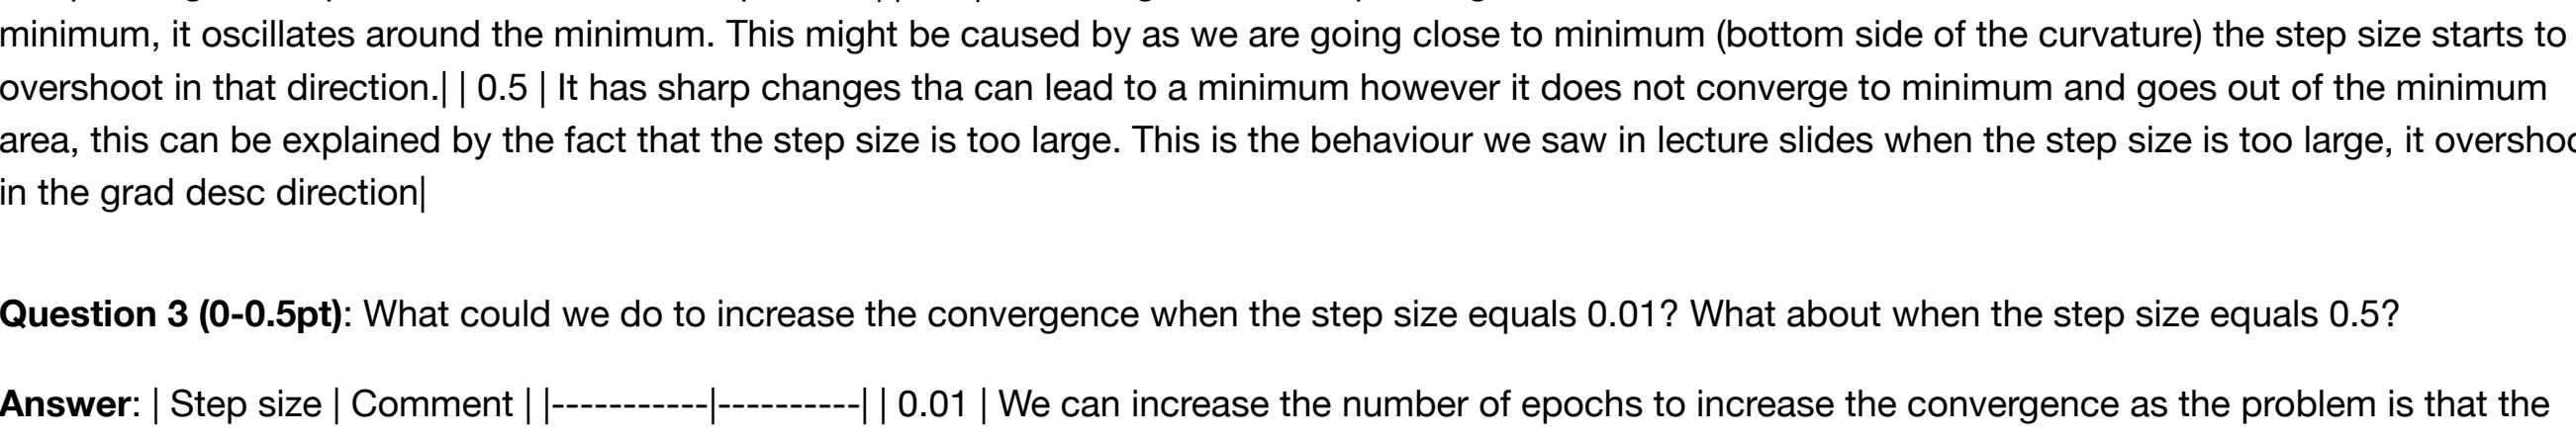 minimum, it oscillates around the minimum. This might be caused by as we are going close to minimum (bottom side of the curvature) the step size starts to
overshoot in that direction.| | 0.5 | It has sharp changes tha can lead to a minimum however it does not converge to minimum and goes out of the minimum
area, this can be explained by the fact that the step size is too large. This is the behaviour we saw in lecture slides when the step size is too large, it overshoo
in the grad desc direction|
Question 3 (0-0.5pt): What could we do to increase the convergence when the step size equals 0.01? What about when the step size equals 0.5?
Answer: | Step size | Comment | |-----------|----------| | 0.01 | We can increase the number of epochs to increase the convergence as the problem is that the